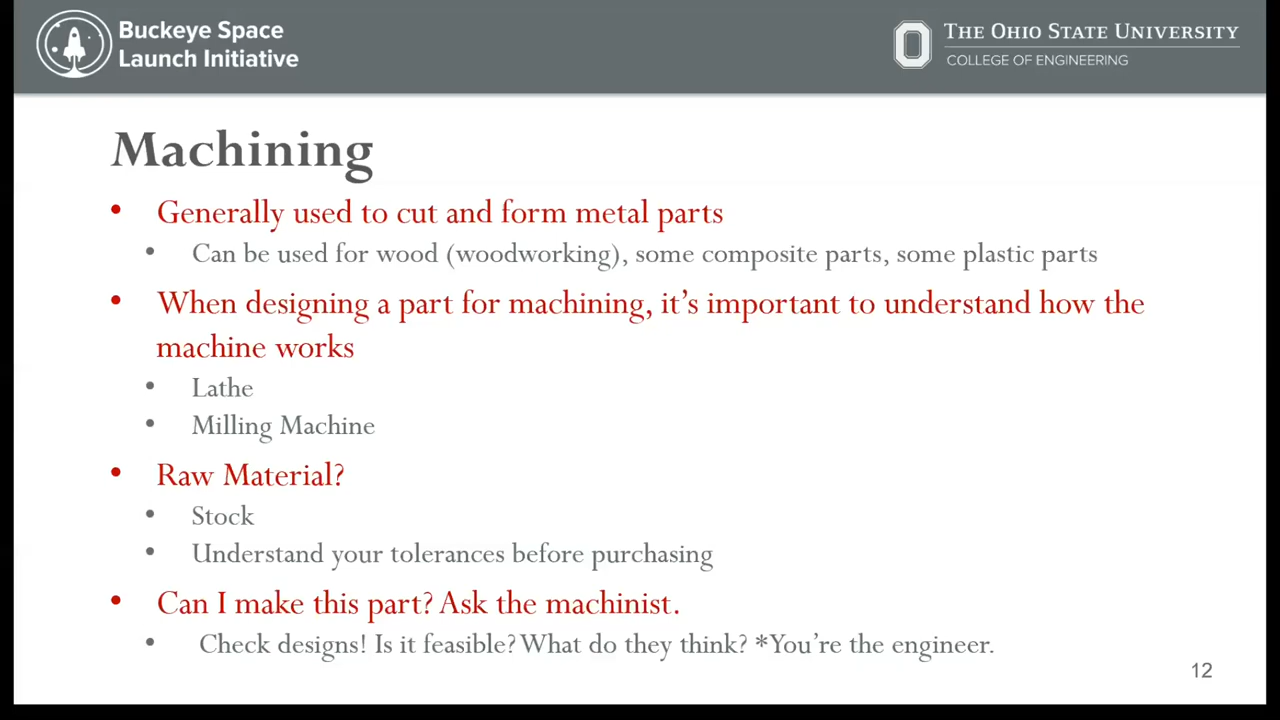 Buckeye Space
Launch Initiative
THE OHIO STATE UNIVERSITY
COLLEGE OF ENGINEERING
Machining
• Generally used to cut and form metal parts
• Can be used for wood (woodworking), some composite parts, some plastic parts
• When designing a part for machining, it's important to understand how the
machine works
• Lathe
• Milling Machine
• Raw Material?
• Stock
• Understand your tolerances before purchasing
• Can I make this part? Ask the machinist.
• Check designs! Is it feasible? What do they think? *You're the engineer.
12